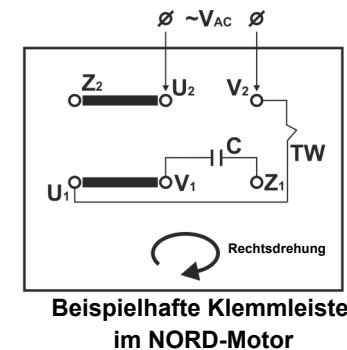 ø ~VAC ø
Z2 U2 V2
C TW
U1 V1 Z1
Rechtsdrehung
Beispielhafte Klemmleiste
im NORD-Motor